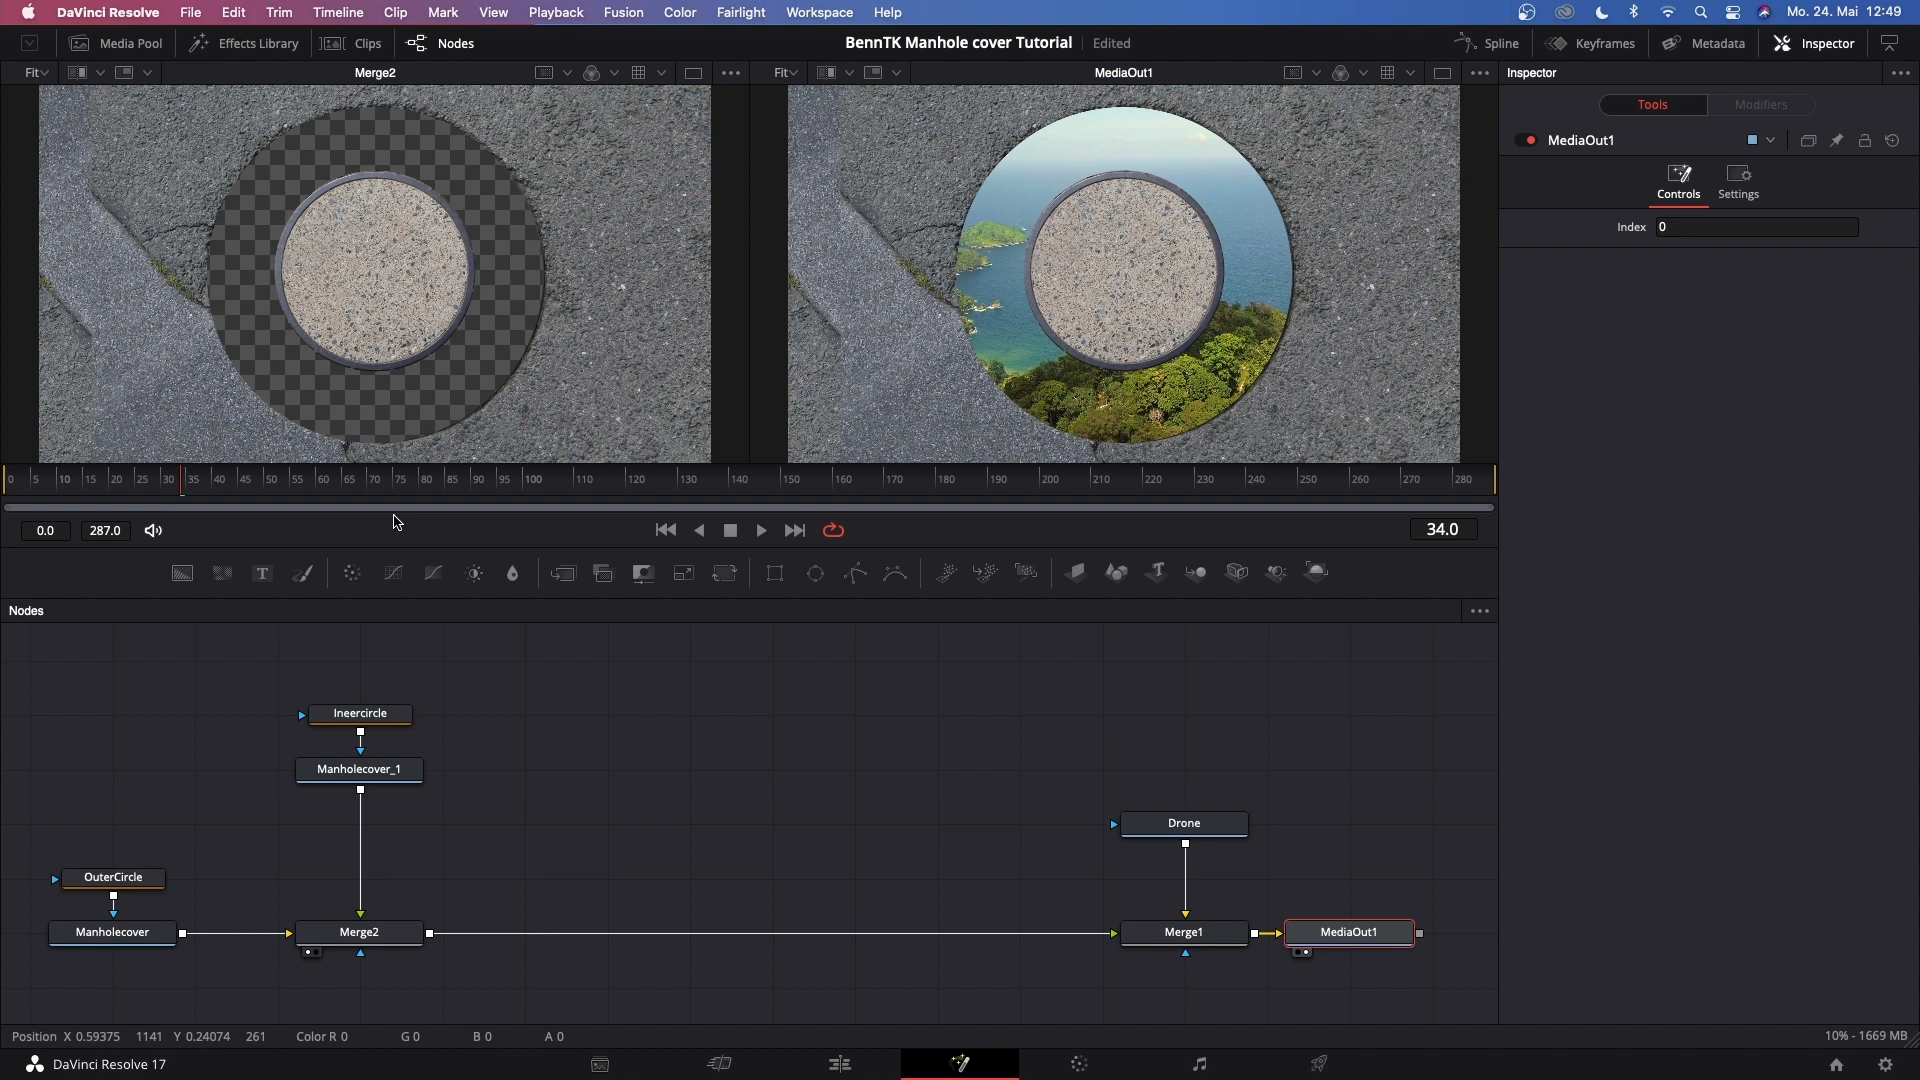 DaVinci Resolve File Edit Trim Timeline Clip Mark View Playback Fusion Color Fairlight Workspace Help Mo. 24. Mai 12:49
Media Pool Effects Library Clips Nodes BennTK Manhole cover Tutorial Edited Spline Keyframes Metadata Inspector
Fit Merge2 Fit MediaOut1 Inspector
Tools Modifiers
MediaOut1
Controls Settings
Index 0
0 5 10 15 20 25 30 35 40 45 50 55 60 65 70 75 80 85 90 95 100 110 120 130 140 150 160 170 180 190 200 210 220 230 240 250 260 270 280
0.0 287.0 34.0
T
Nodes
Ineercircle
Manholecover_1
Drone
OuterCircle
Manholecover Merge2 Merge1 MediaOut1
Position X 0.59375 1141 Y 0.24074 261 Color R 0 G 0 B 0 A 0 10% - 1669 MB
DaVinci Resolve 17